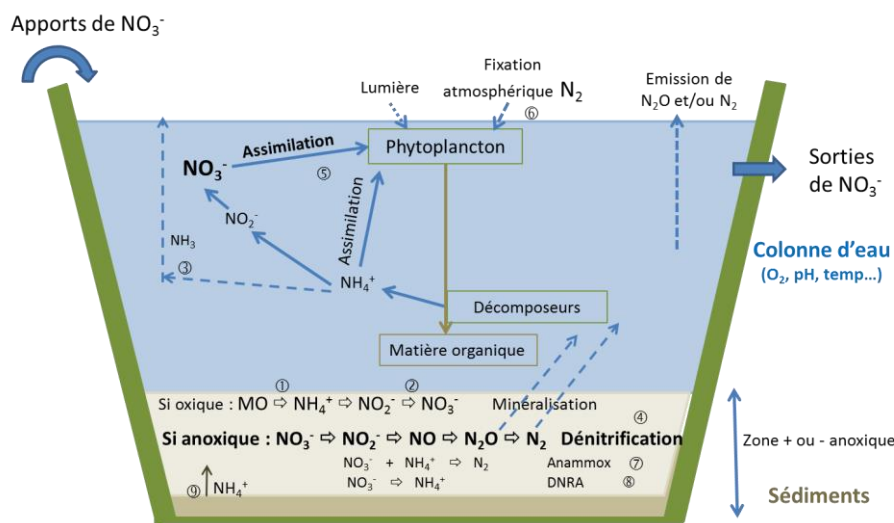 Apports de NO₃⁻
Lumière
Fixation
atmosphérique N₂
⑥
Emission de
N₂O et/ou N₂
Assimilation
Phytoplancton
NO₃⁻
⑤
Sorties
de NO₃⁻
NO₂⁻
Assimilation
NH₃
③
NH₄⁺
Colonne d'eau
(O₂, pH, temp…)
Décomposeurs
Matière organique
① ②
Si oxique : MO ⇨ NH₄⁺ ⇨ NO₂⁻ ⇨ NO₃⁻ Minéralisation
④
Si anoxique : NO₃⁻ ⇨ NO₂⁻ ⇨ NO ⇨ N₂O ⇨ N₂ Dénitrification
Zone + ou - anoxique
NO₃⁻ + NH₄⁺ ⇨ N₂ Anammox ⑦
NO₃⁻ ⇨ NH₄⁺ DNRA ⑧
⑨ NH₄⁺
Sédiments